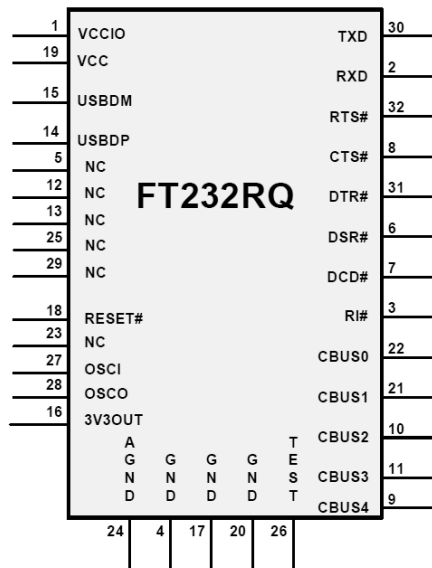 1 VCCIO
19 VCC
15 USBDM
14 USBDP
5 NC
12 NC
13 NC
25 NC
29 NC
18 RESET#
23 NC
27 OSCI
28 OSCO
16 3V3OUT
FT232RQ
TXD 30
RXD 2
RTS# 32
CTS# 8
DTR# 31
DSR# 6
DCD# 7
RI# 3
CBUS0 22
CBUS1 21
CBUS2 10
CBUS3 11
CBUS4 9
AGND 24
GND 4
GND 17
GND 20
TEST 26